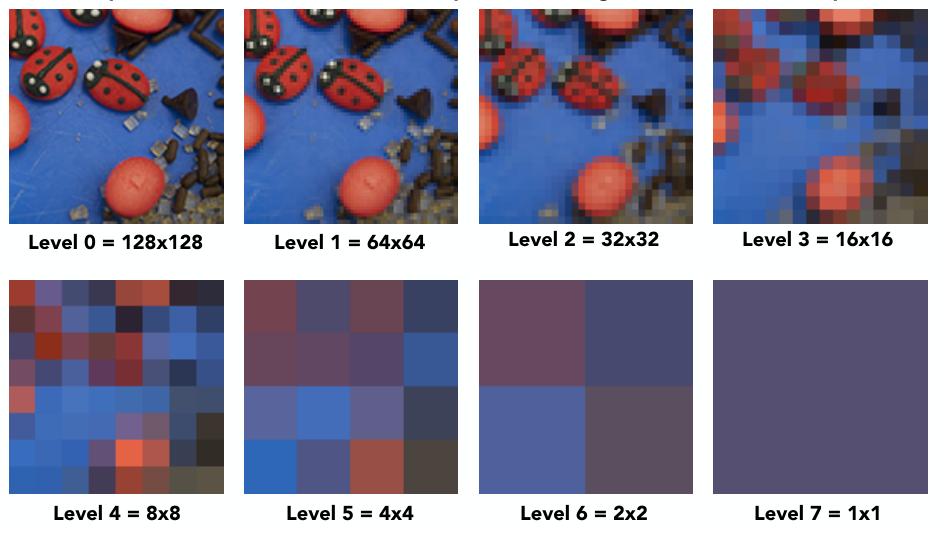 Level 0 = 128x128
Level 1 = 64x64
Level 2 = 32x32
Level 3 = 16x16
Level 4 = 8x8
Level 5 = 4x4
Level 6 = 2x2
Level 7 = 1x1